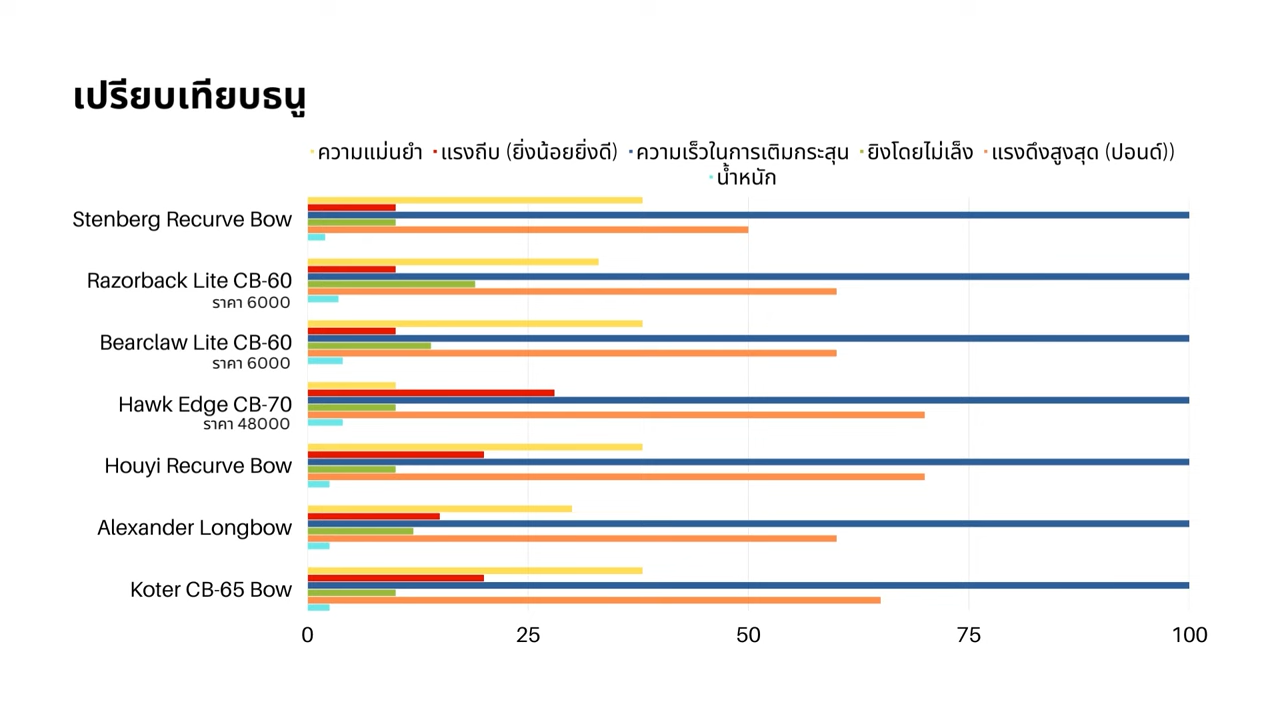 เปรียบเทียบธนู
ความแม่นยำ แรงถีบ (ยิ่งน้อยยิ่งดี) ความเร็วในการเติมกระสุน ยิงโดยไม่เล็ง แรงดึงสูงสุด (ปอนด์))
น้ำหนัก
Stenberg Recurve Bow
Razorback Lite CB-60
ราคา 6000
Bearclaw Lite CB-60
ราคา 6000
Hawk Edge CB-70
ราคา 48000
Houyi Recurve Bow
Alexander Longbow
Koter CB-65 Bow
0 25 50 75 100